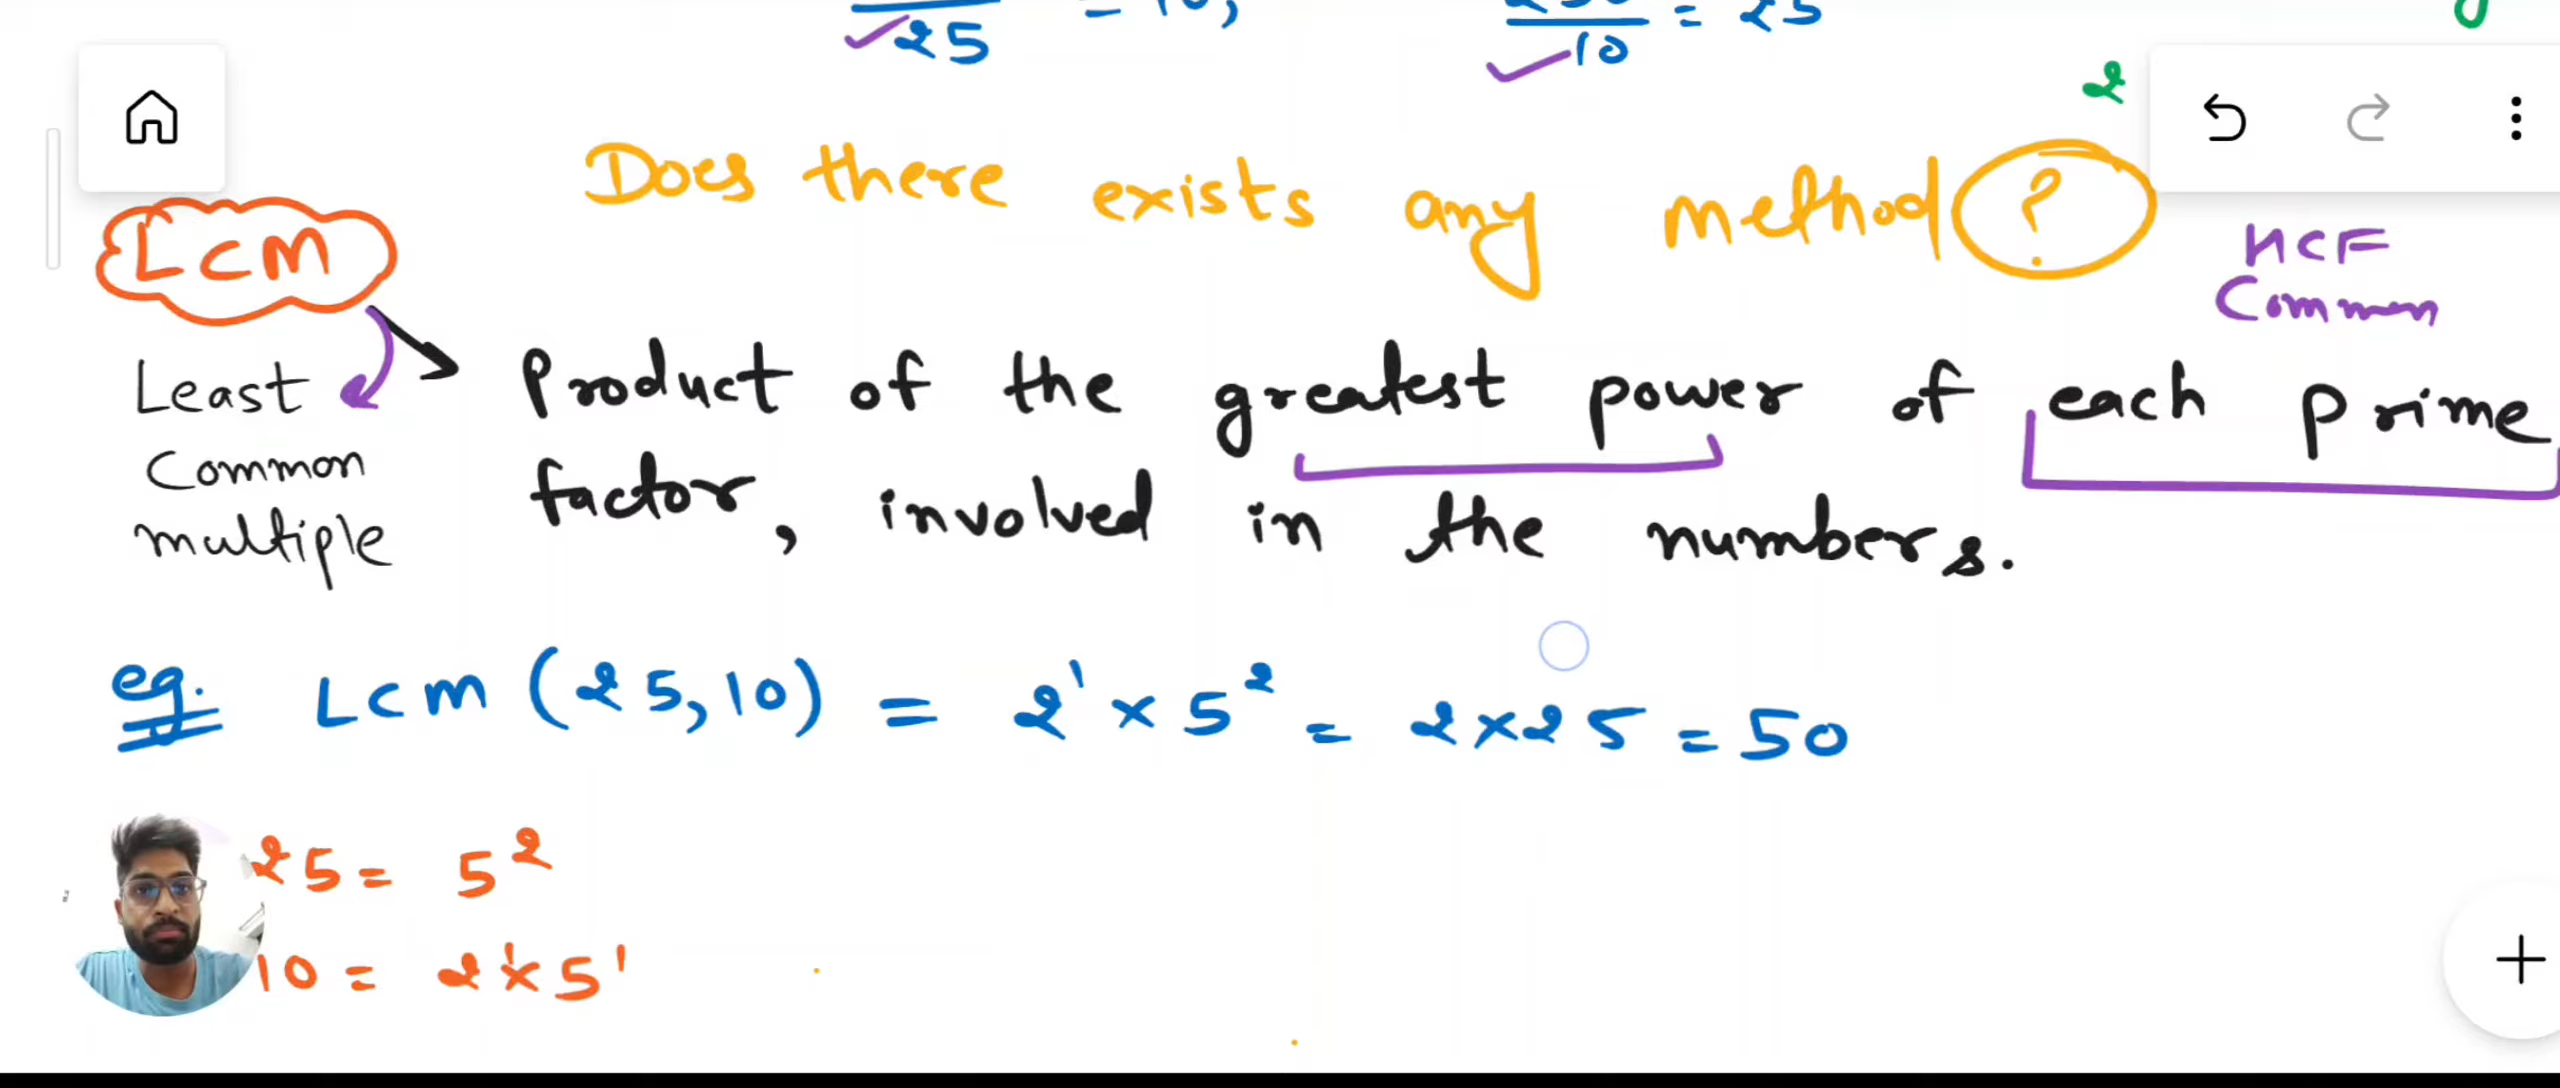 25 = 10,
10 = 25
2
Does there exists any method ?
LCM
HCF
Common
Least
Common
multiple
Product of the greatest power of each prime
factor, involved in the numbers.
eg. LCM (25,10) = 2¹ × 5² = 2×25 = 50
25 = 5²
10 = 2¹×5¹